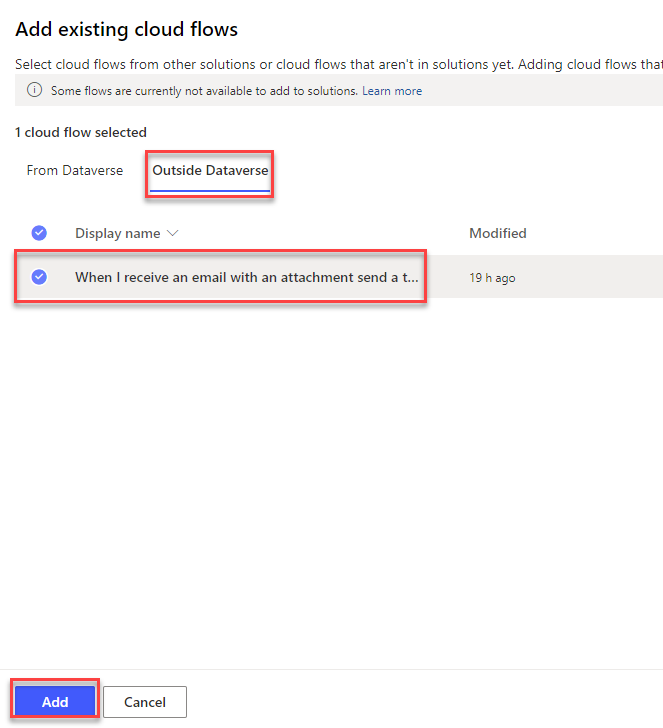 Add existing cloud flows
Select cloud flows from other solutions or cloud flows that aren't in solutions yet. Adding cloud flows that
Some flows are currently not available to add to solutions. Learn more
1 cloud flow selected
From Dataverse Outside Dataverse
Display name Modified
When I receive an email with an attachment send a t... 19 h ago
Add Cancel